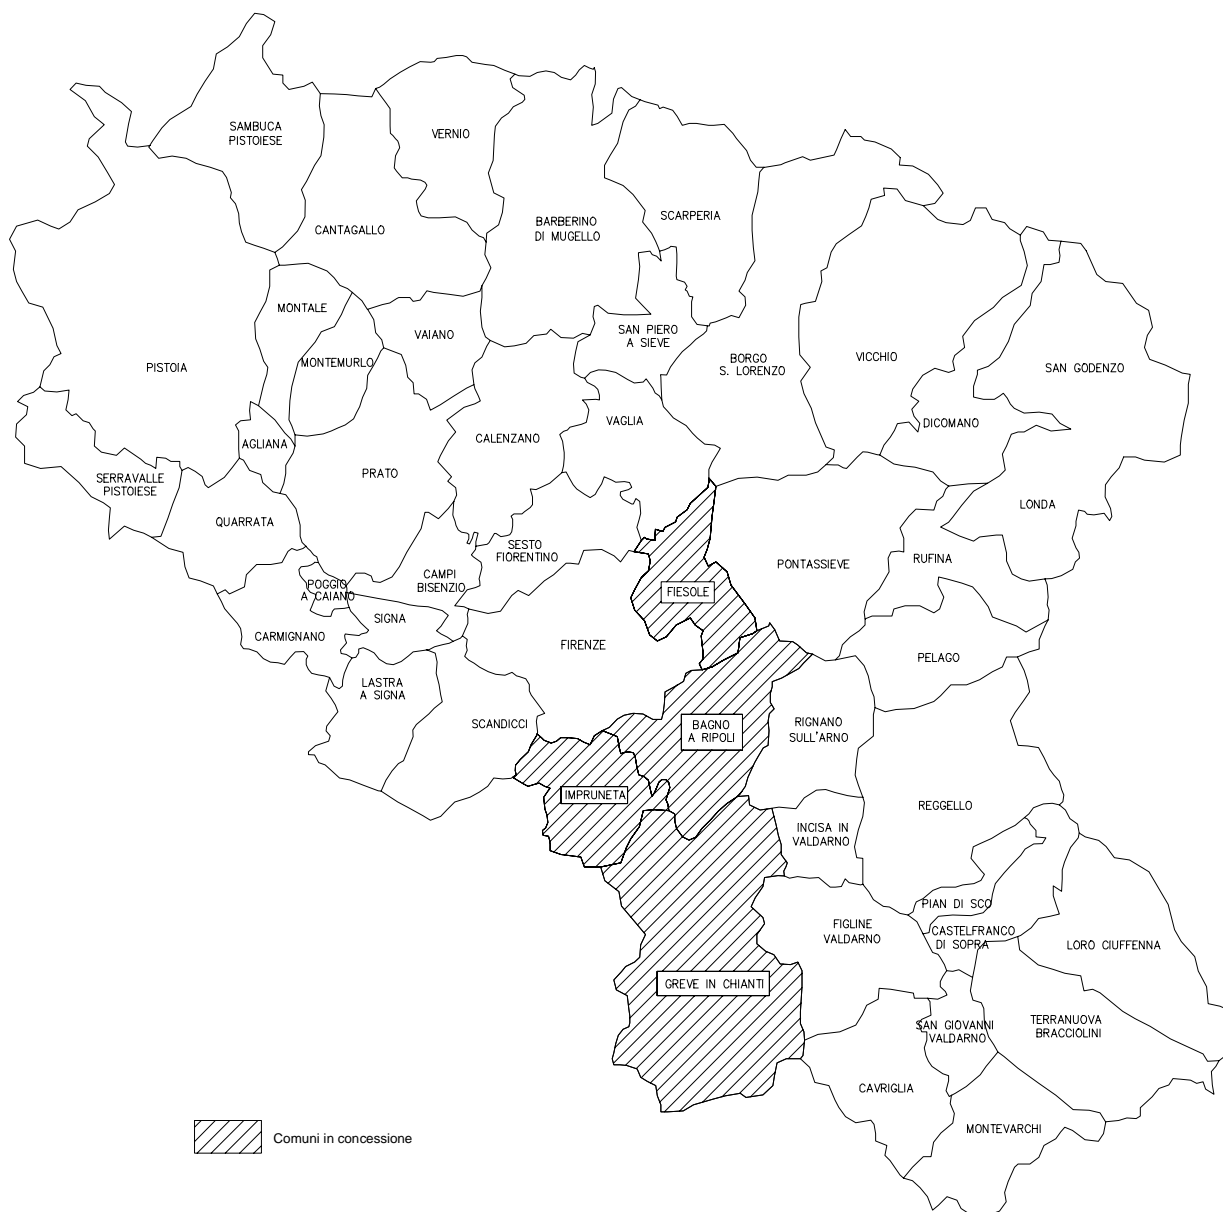 SAMBUCA
PISTOIESE
VERNIO
CANTAGALLO
BARBERINO
DI MUGELLO
SCARPERIA
MONTALE
VAIANO
SAN PIERO
A SIEVE
PISTOIA
MONTEMURLO
BORGO
S. LORENZO
VICCHIO
SAN GODENZO
AGLIANA
CALENZANO
VAGLIA
DICOMANO
SERRAVALLE
PISTOIESE
PRATO
QUARRATA
LONDA
SESTO
FIORENTINO
PONTASSIEVE
RUFINA
POGGIO
A CAIANO
CAMPI
BISENZIO
FIESOLE
CARMIGNANO
SIGNA
FIRENZE
PELAGO
LASTRA
A SIGNA
SCANDICCI
BAGNO
A RIPOLI
RIGNANO
SULL'ARNO
IMPRUNETA
REGGELLO
INCISA IN
VALDARNO
PIAN DI SCO
FIGLINE
VALDARNO
CASTELFRANCO
DI SOPRA
LORO CIUFFENNA
GREVE IN CHIANTI
SAN GIOVANNI
VALDARNO
TERRANUOVA
BRACCIOLINI
CAVRIGLIA
MONTEVARCHI
Comuni in concessione